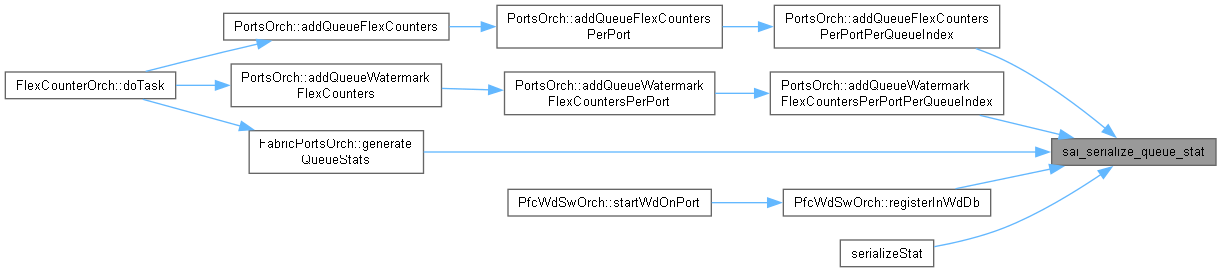 PortsOrch::addQueueFlexCounters
PortsOrch::addQueueFlexCounters
PerPort
PortsOrch::addQueueFlexCounters
PerPortPerQueueIndex
FlexCounterOrch::doTask
PortsOrch::addQueueWatermark
FlexCounters
PortsOrch::addQueueWatermark
FlexCountersPerPort
PortsOrch::addQueueWatermark
FlexCountersPerPortPerQueueIndex
FabricPortsOrch::generate
QueueStats
sai_serialize_queue_stat
PfcWdSwOrch::startWdOnPort
PfcWdSwOrch::registerInWdDb
serializeStat